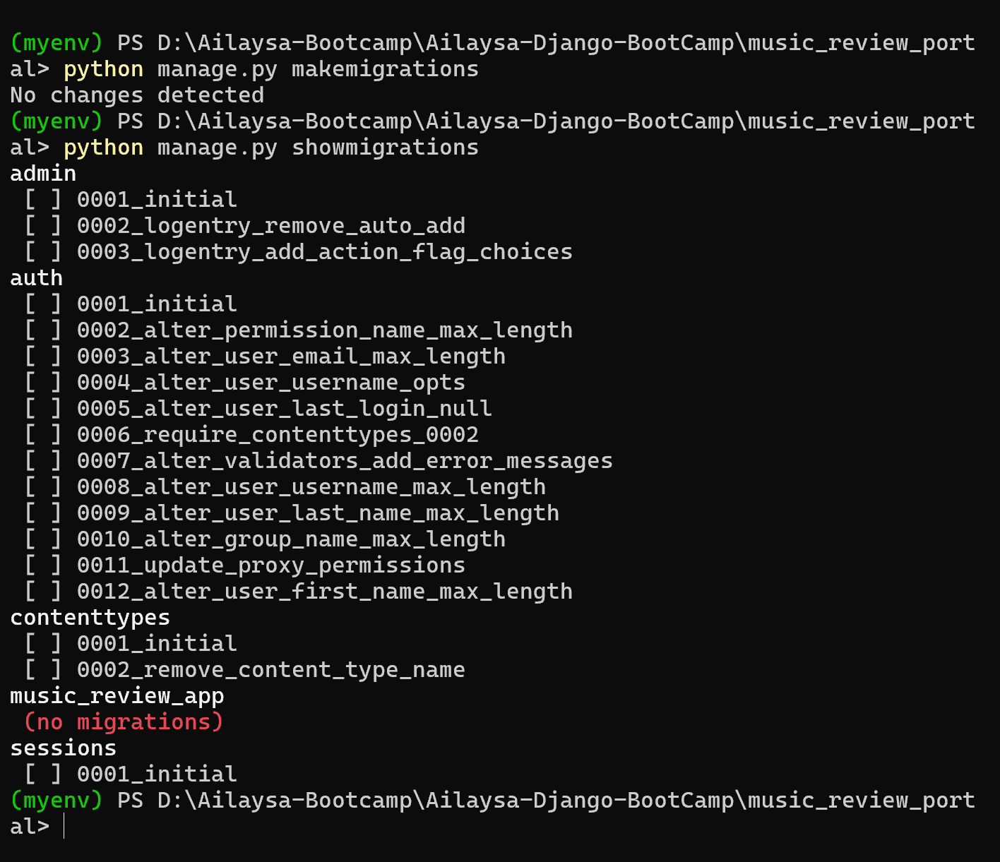 (myenv) PS D:\Ailaysa-Bootcamp\Ailaysa-Django-BootCamp\music_review_port
al> python manage.py makemigrations
No changes detected
(myenv) PS D:\Ailaysa-Bootcamp\Ailaysa-Django-BootCamp\music_review_port
al> python manage.py showmigrations
admin
 [ ] 0001_initial
 [ ] 0002_logentry_remove_auto_add
 [ ] 0003_logentry_add_action_flag_choices
auth
 [ ] 0001_initial
 [ ] 0002_alter_permission_name_max_length
 [ ] 0003_alter_user_email_max_length
 [ ] 0004_alter_user_username_opts
 [ ] 0005_alter_user_last_login_null
 [ ] 0006_require_contenttypes_0002
 [ ] 0007_alter_validators_add_error_messages
 [ ] 0008_alter_user_username_max_length
 [ ] 0009_alter_user_last_name_max_length
 [ ] 0010_alter_group_name_max_length
 [ ] 0011_update_proxy_permissions
 [ ] 0012_alter_user_first_name_max_length
contenttypes
 [ ] 0001_initial
 [ ] 0002_remove_content_type_name
music_review_app
 (no migrations)
sessions
 [ ] 0001_initial
(myenv) PS D:\Ailaysa-Bootcamp\Ailaysa-Django-BootCamp\music_review_port
al>